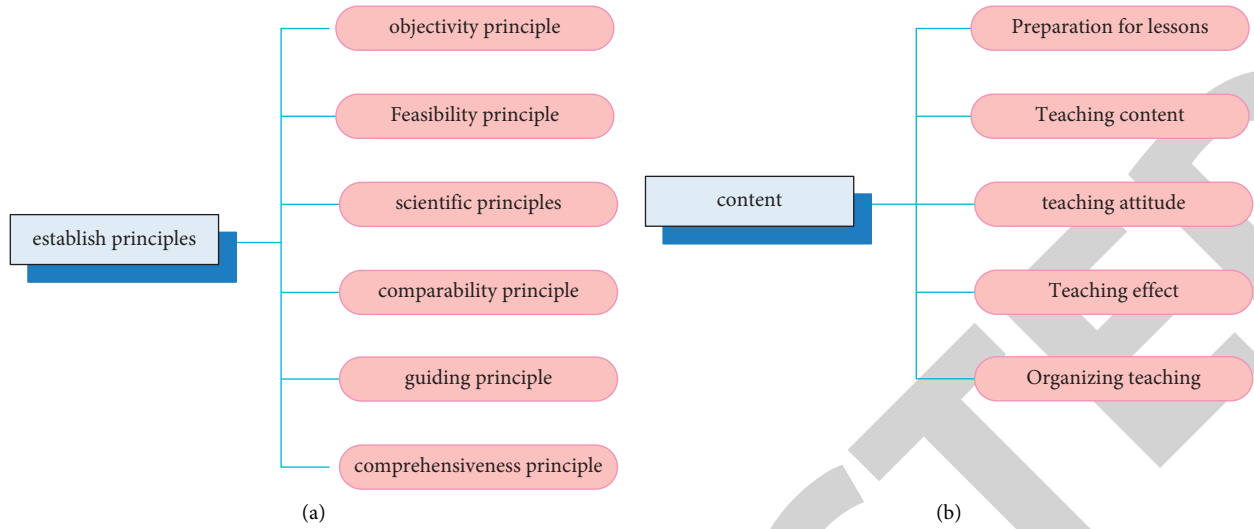 establish principles
objectivity principle
Feasibility principle
scientific principles
comparability principle
guiding principle
comprehensiveness principle
(a)
content
Preparation for lessons
Teaching content
teaching attitude
Teaching effect
Organizing teaching
(b)